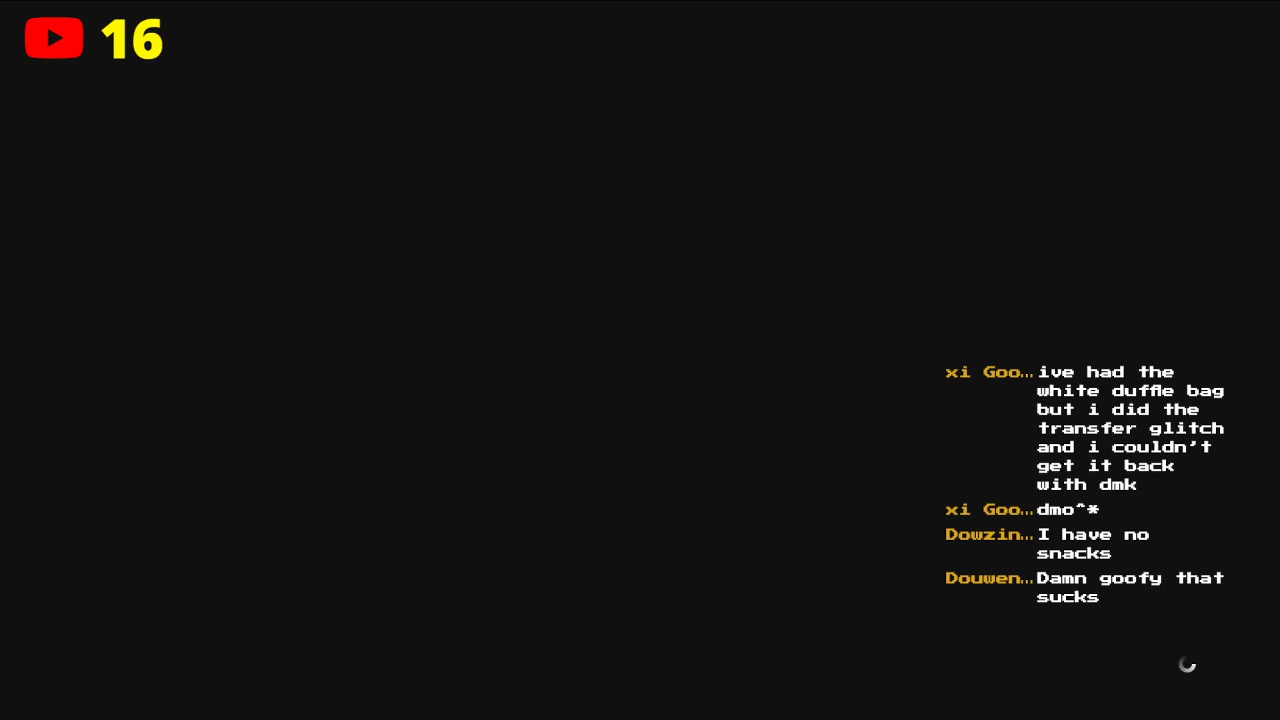 16
xi Goo... ive had the
white duffle bag
but i did the
transfer glitch
and i couldn't
get it back
with dmk
xi Goo... dmo^*
Dowzin... I have no
snacks
Douwen... Damn goofy that
sucks